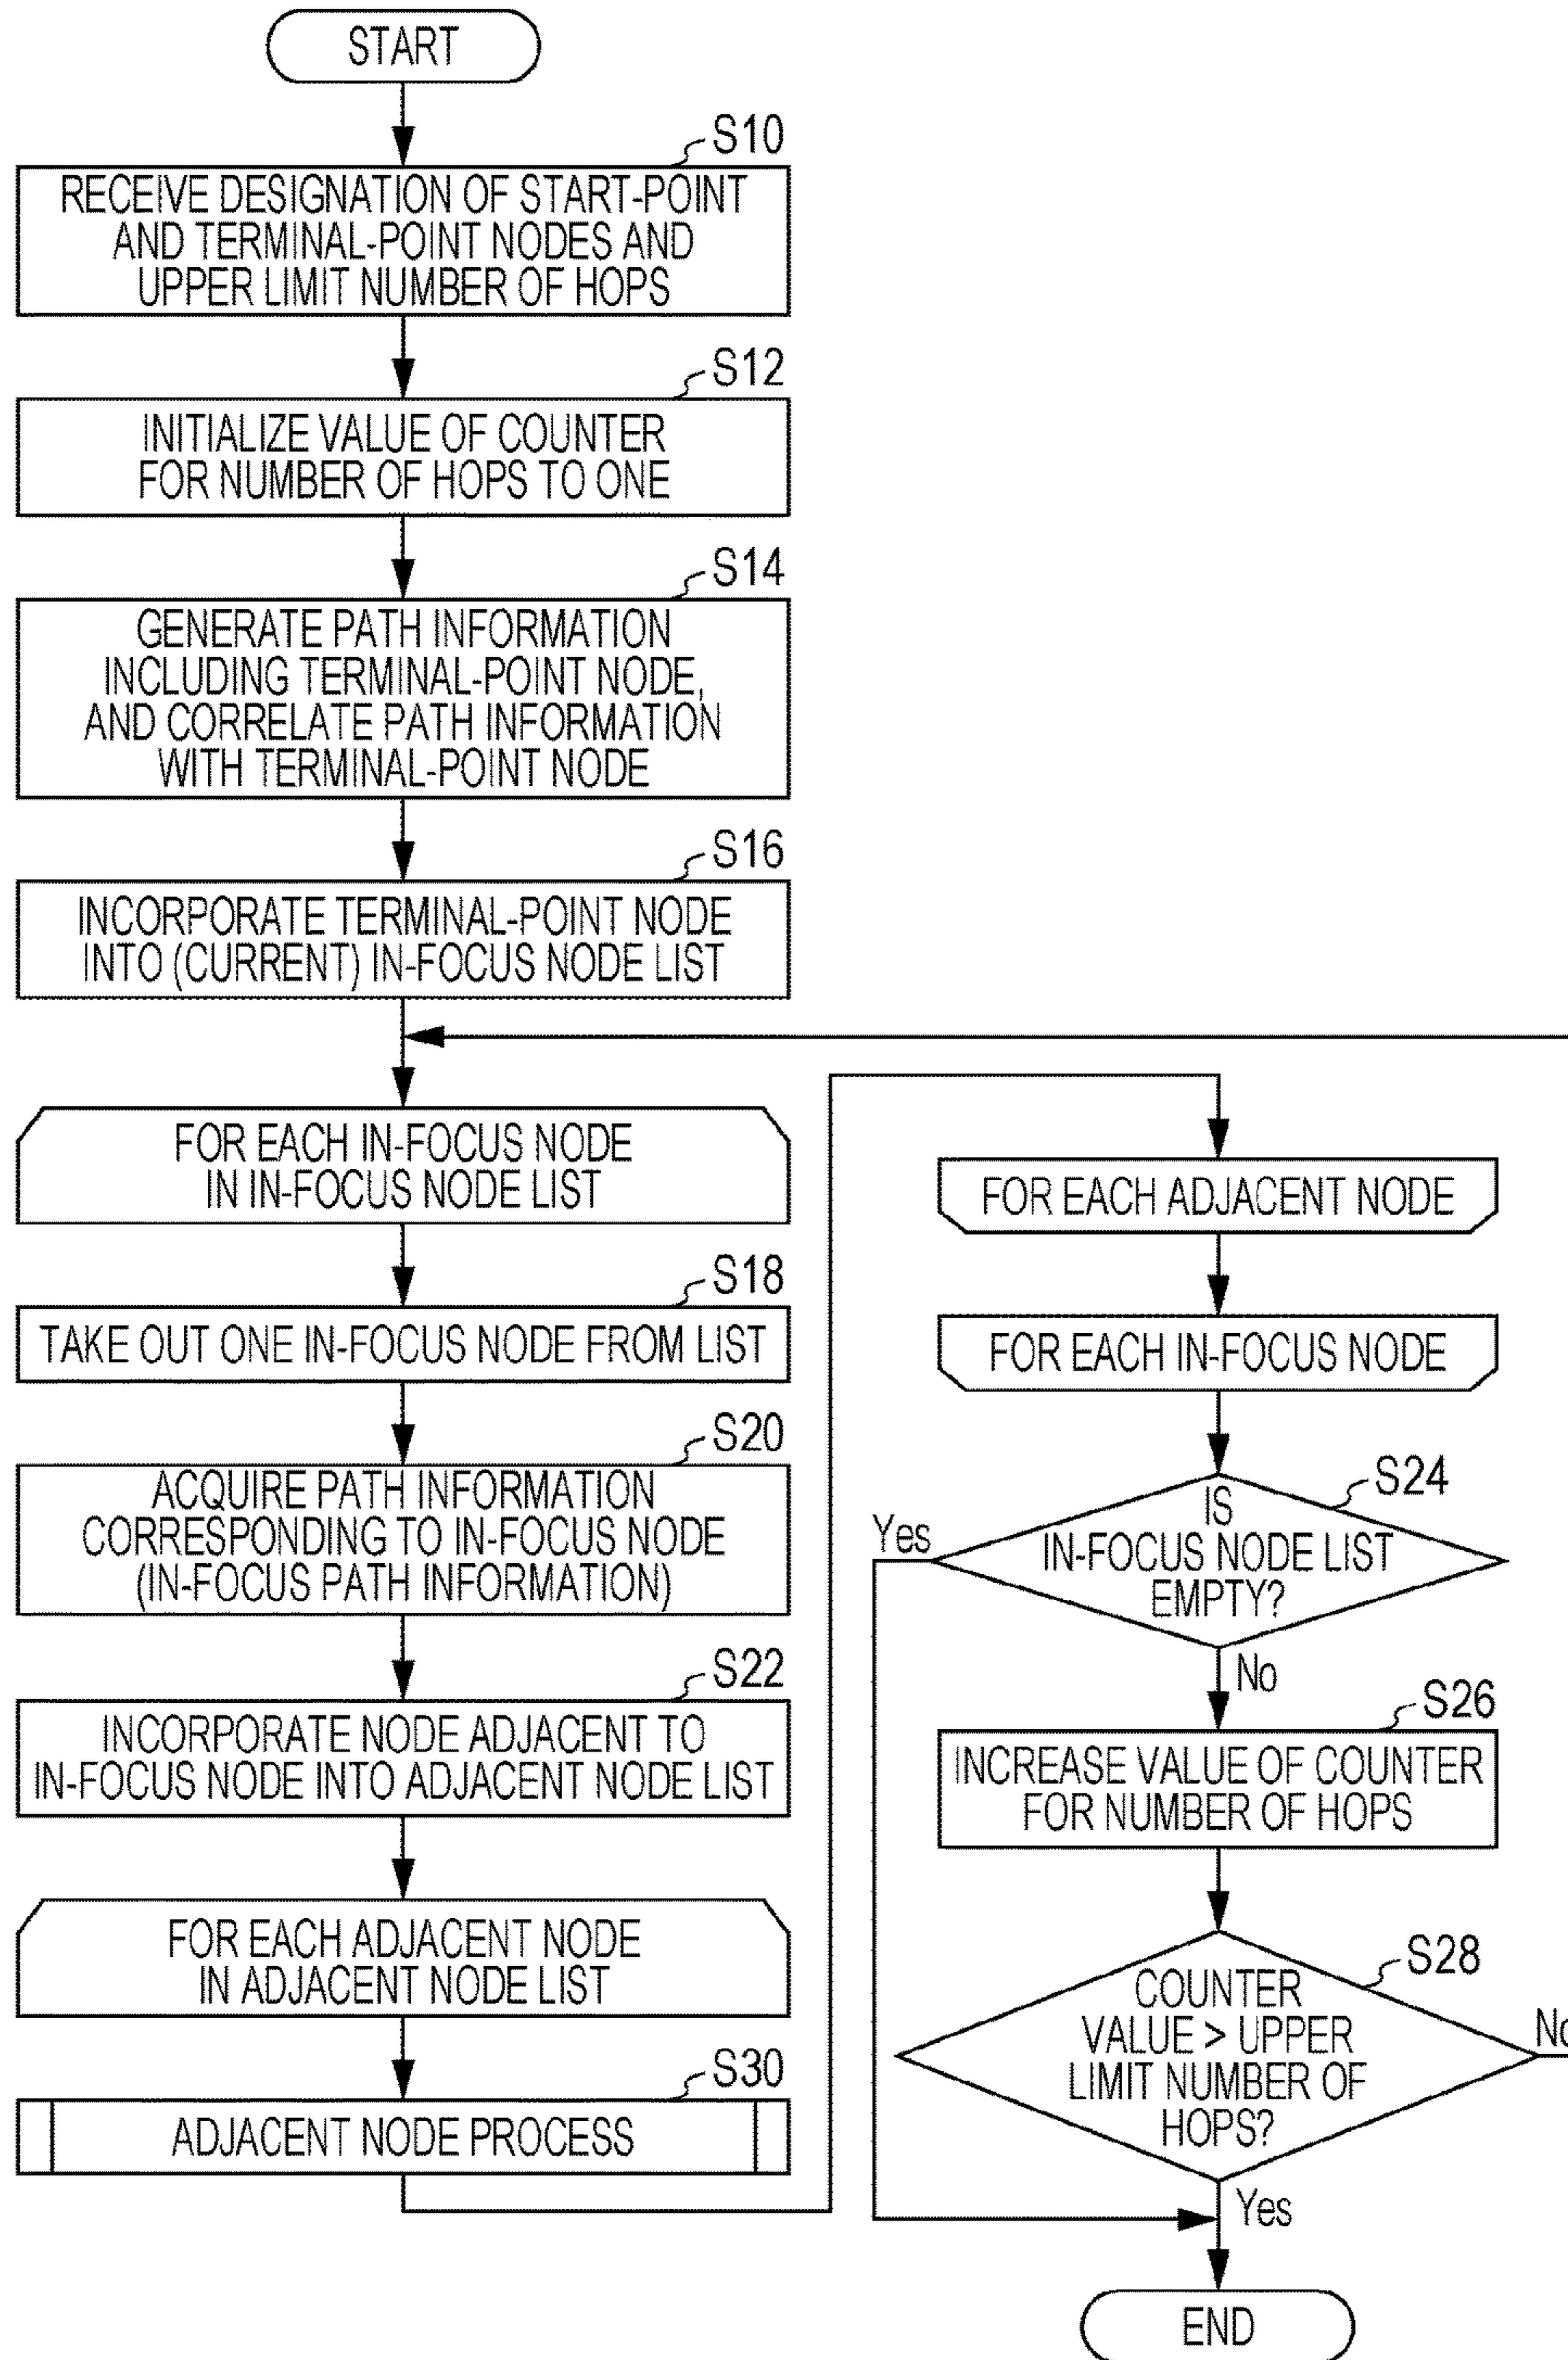 START
S10
RECEIVE DESIGNATION OF START-POINT
AND TERMINAL-POINT NODES AND
UPPER LIMIT NUMBER OF HOPS
S12
INITIALIZE VALUE OF COUNTER
FOR NUMBER OF HOPS TO ONE
S14
GENERATE PATH INFORMATION
INCLUDING TERMINAL-POINT NODE,
AND CORRELATE PATH INFORMATION
WITH TERMINAL-POINT NODE
S16
INCORPORATE TERMINAL-POINT NODE
INTO (CURRENT) IN-FOCUS NODE LIST
FOR EACH IN-FOCUS NODE
IN IN-FOCUS NODE LIST
S18
TAKE OUT ONE IN-FOCUS NODE FROM LIST
S20
ACQUIRE PATH INFORMATION
CORRESPONDING TO IN-FOCUS NODE
(IN-FOCUS PATH INFORMATION)
S22
INCORPORATE NODE ADJACENT TO
IN-FOCUS NODE INTO ADJACENT NODE LIST
FOR EACH ADJACENT NODE
IN ADJACENT NODE LIST
S30
ADJACENT NODE PROCESS
FOR EACH ADJACENT NODE
FOR EACH IN-FOCUS NODE
S24
IS
IN-FOCUS NODE LIST
EMPTY?
Yes
No
S26
INCREASE VALUE OF COUNTER
FOR NUMBER OF HOPS
S28
COUNTER
VALUE > UPPER
LIMIT NUMBER OF
HOPS?
No
Yes
END